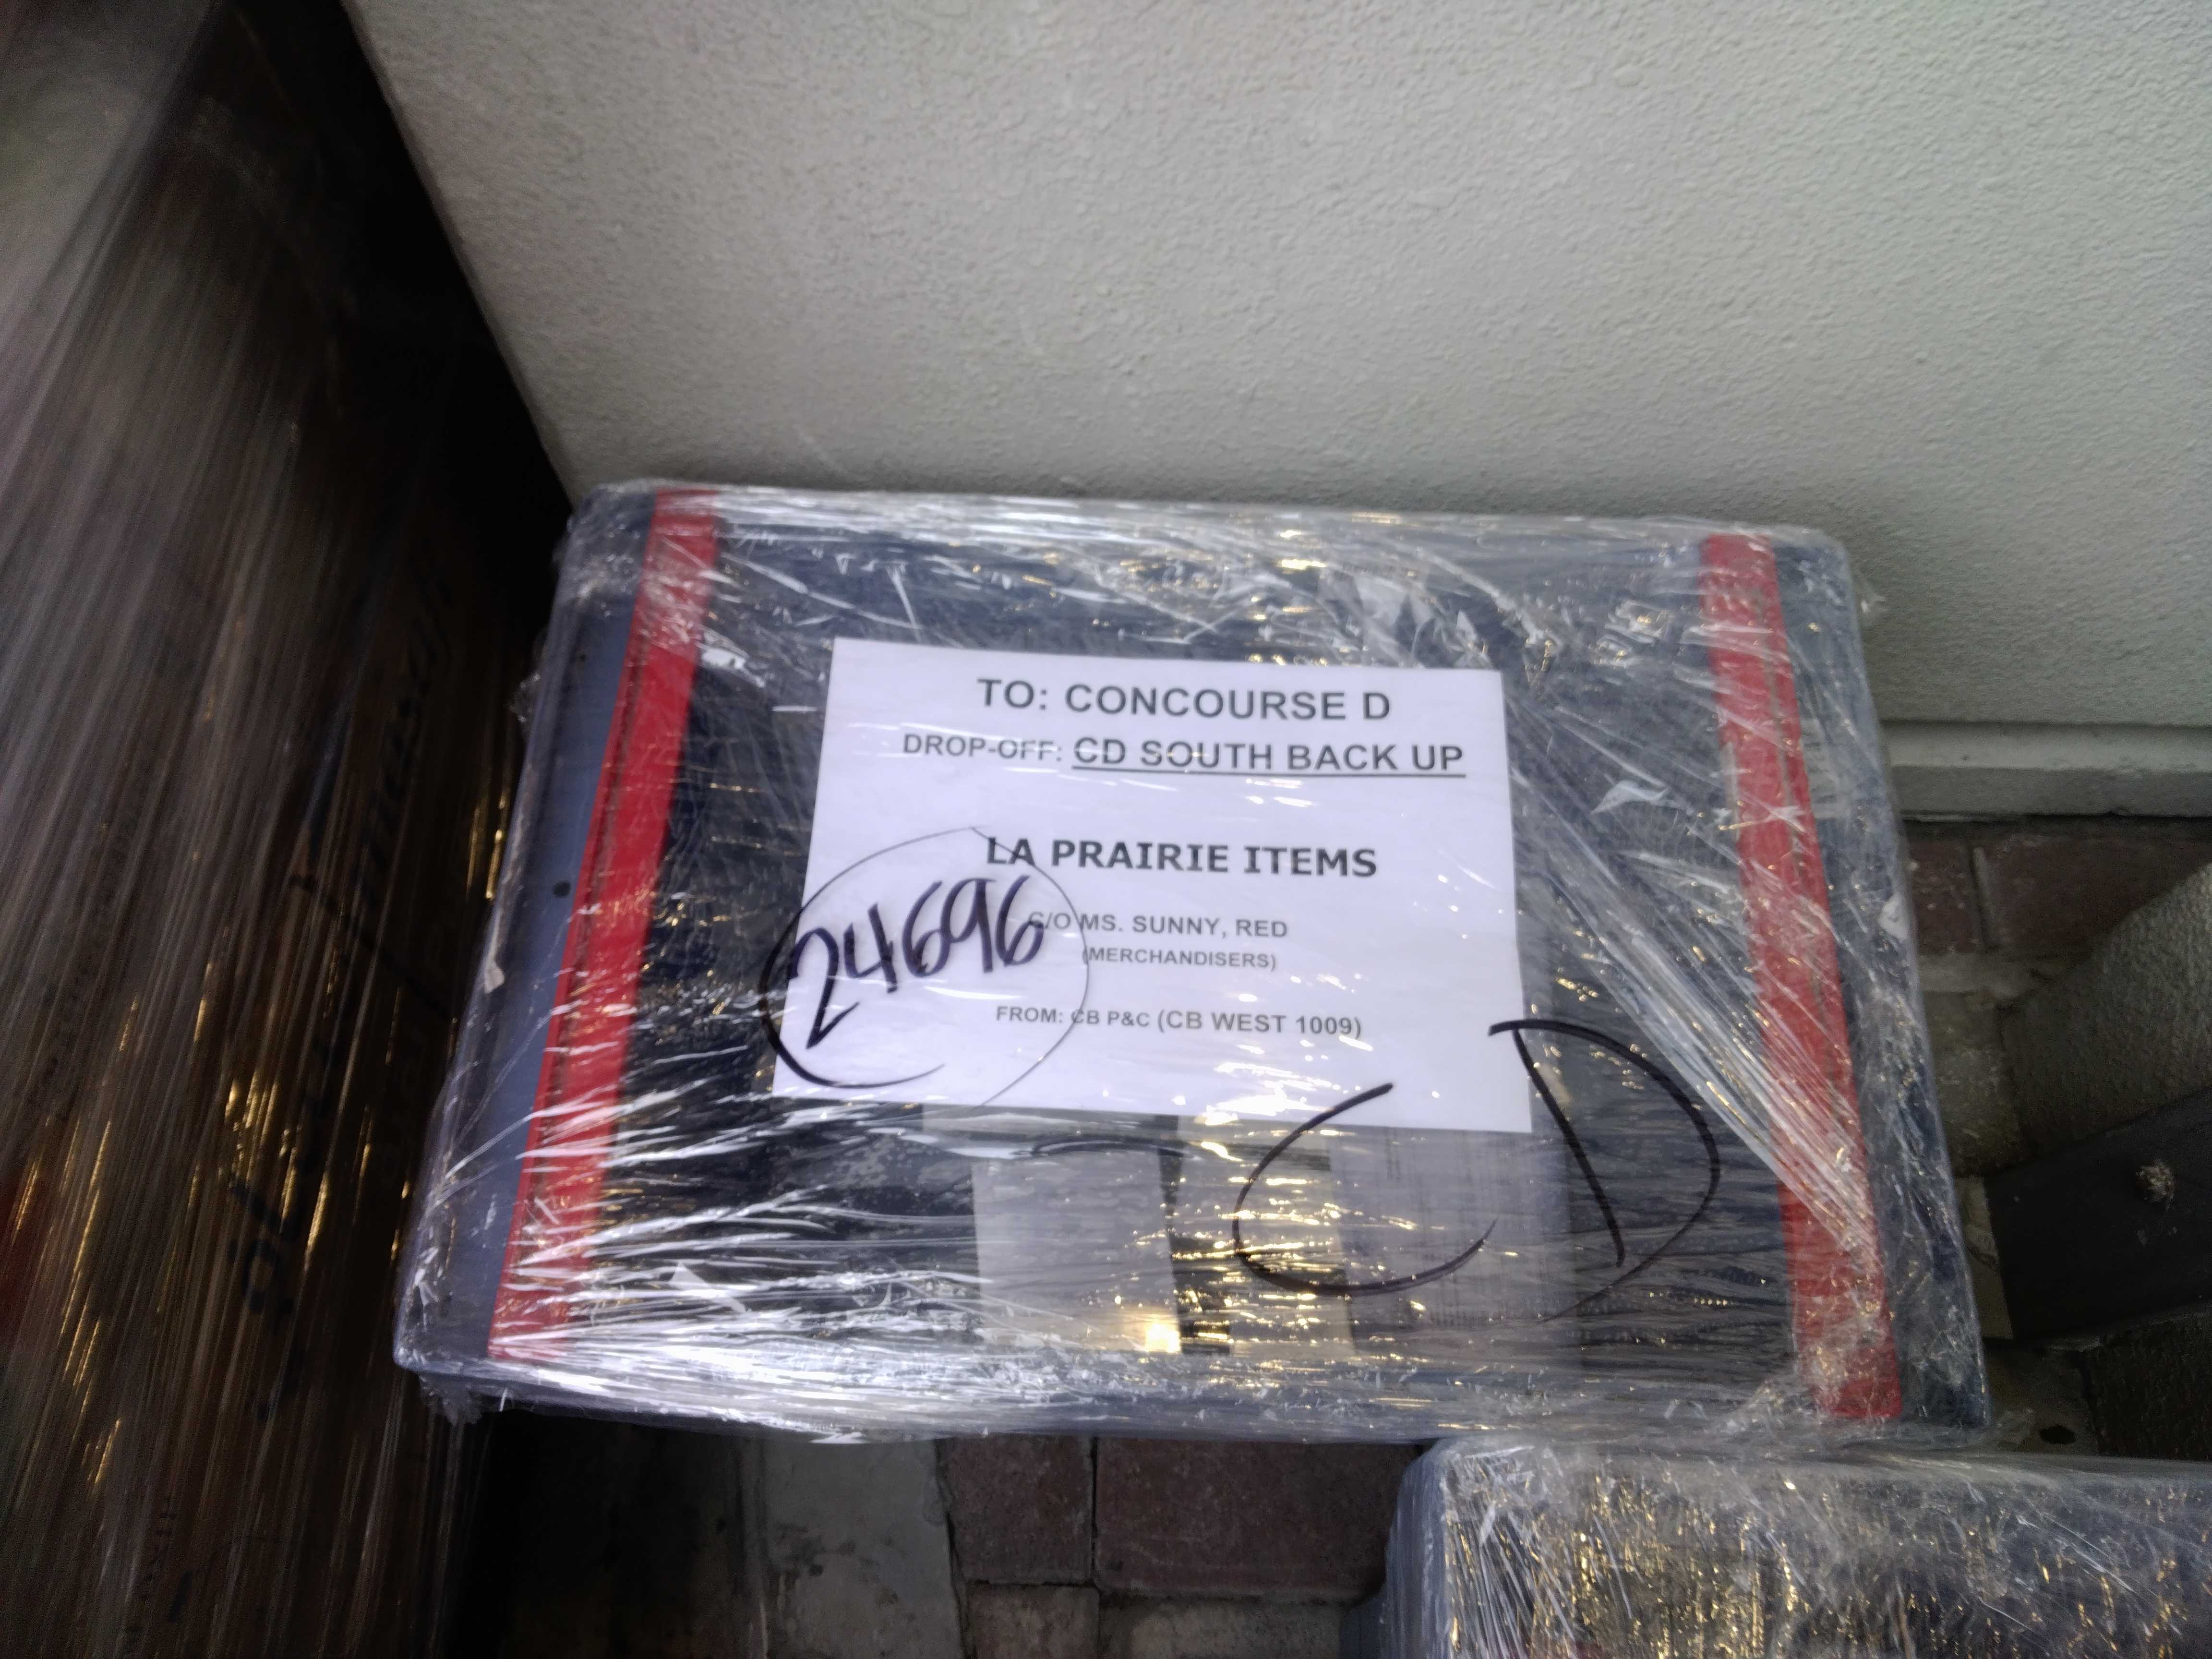 TO: CONCOURSE D
DROP-OFF: CD SOUTH BACK UP
LA PRAIRIE ITEMS
C/O MS. SUNNY, RED
(MERCHANDISERS)
24696
FROM: CB P&C (CB WEST 1009)
CD